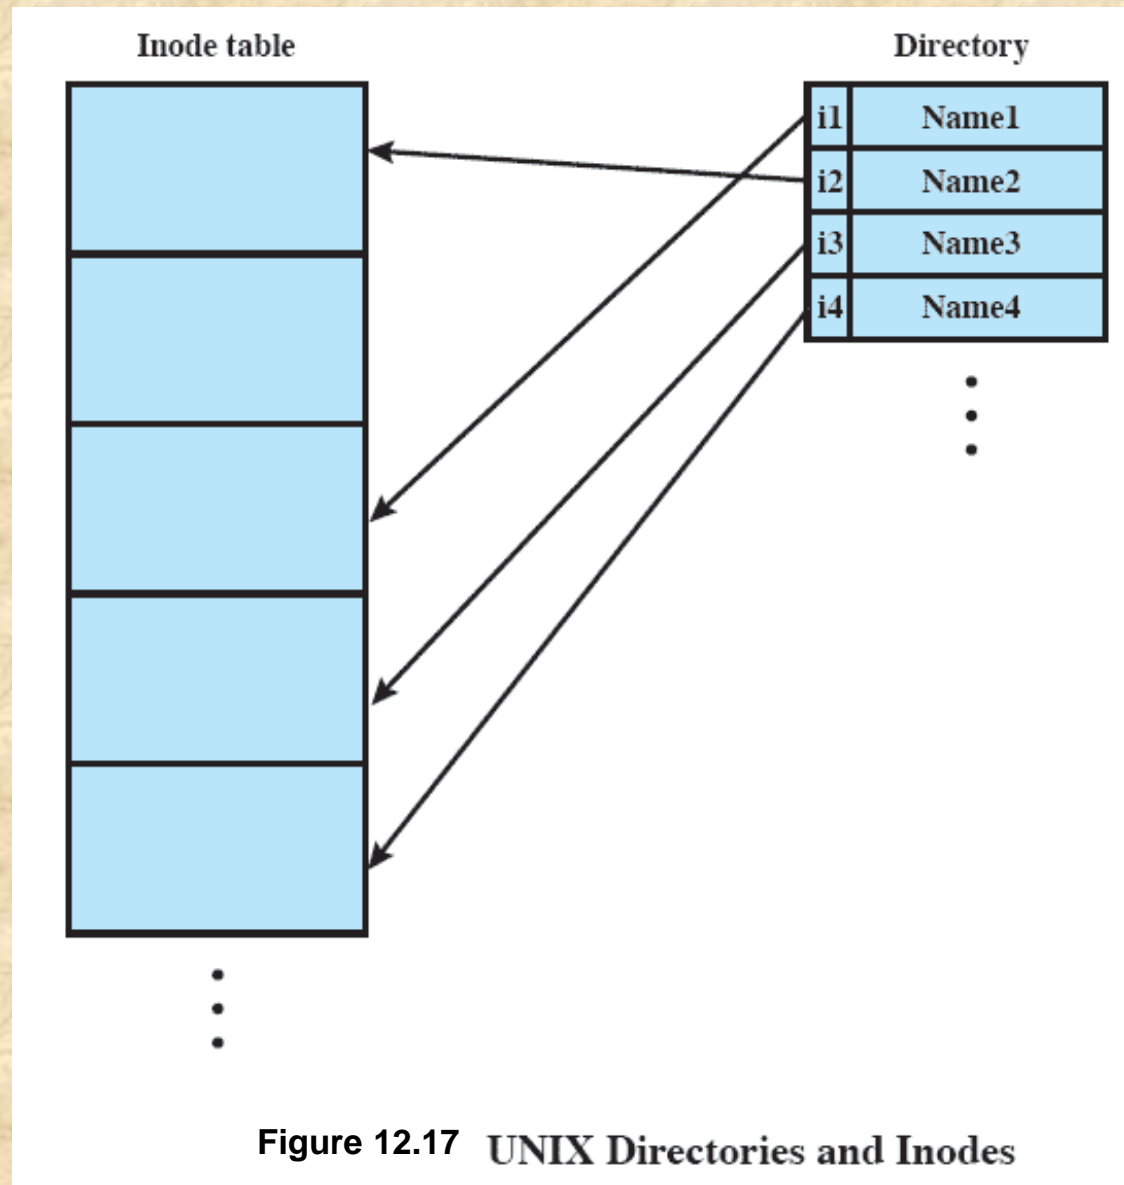 Inode table
Directory
i1 Name1
i2 Name2
i3 Name3
i4 Name4
Figure 12.17 UNIX Directories and Inodes